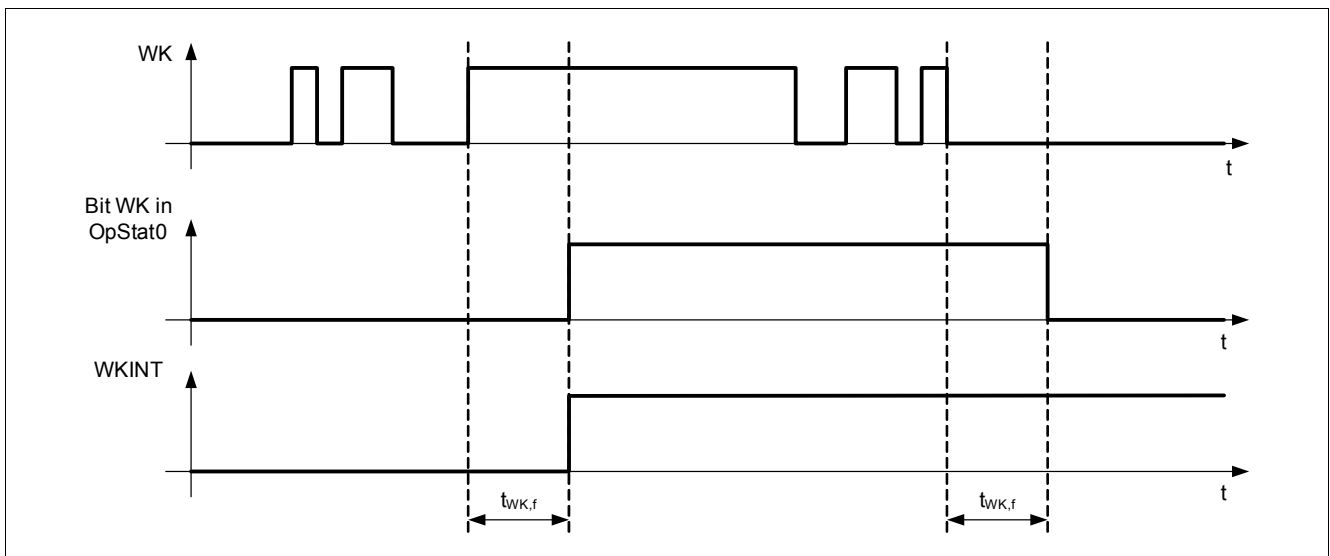 WK
t
Bit WK in
OpStat0
t
WKINT
t
tWK,f
tWK,f